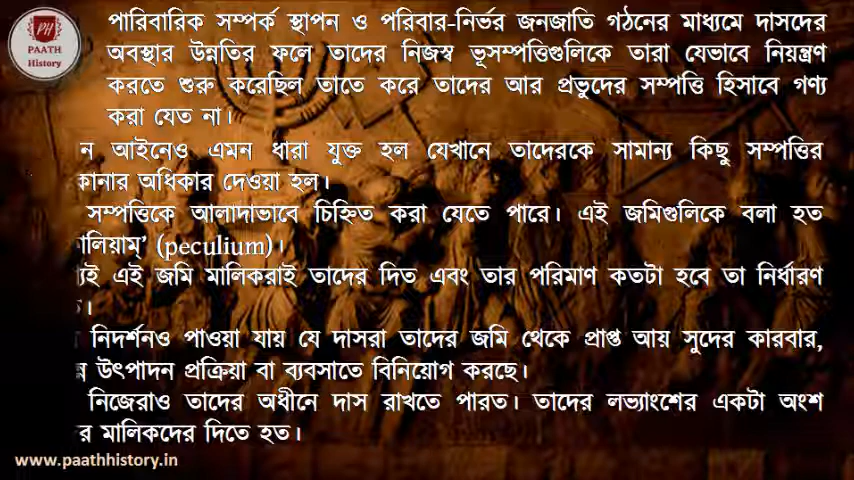 PH
PAATH
History
পারিবারিক সম্পর্ক স্থাপন ও পরিবার-নির্ভর জনজাতি গঠনের মাধ্যমে দাসদের
অবস্থার উন্নতির ফলে তাদের নিজস্ব ভূসম্পত্তিগুলিকে তারা যেভাবে নিয়ন্ত্রণ
করতে শুরু করেছিল তাতে করে তাদের আর প্রভুদের সম্পত্তি হিসাবে গণ্য
করা যেত না।
ন আইনেও এমন ধারা যুক্ত হল যেখানে তাদেরকে সামান্য কিছু সম্পত্তির
কানার অধিকার দেওয়া হল।
সম্পত্তিকে আলাদাভাবে চিহ্নিত করা যেতে পারে। এই জমিগুলিকে বলা হত
লিয়াম্’ (peculium)।
এই জমি মালিকরাই তাদের দিত এবং তার পরিমাণ কতটা হবে তা নির্ধারণ
।
নিদর্শনও পাওয়া যায় যে দাসরা তাদের জমি থেকে প্রাপ্ত আয় সুদের কারবার,
উৎপাদন প্রক্রিয়া বা ব্যবসাতে বিনিয়োগ করছে।
নিজেরাও তাদের অধীনে দাস রাখতে পারত। তাদের লভ্যাংশের একটা অংশ
র মালিকদের দিতে হত।
www.paathhistory.in